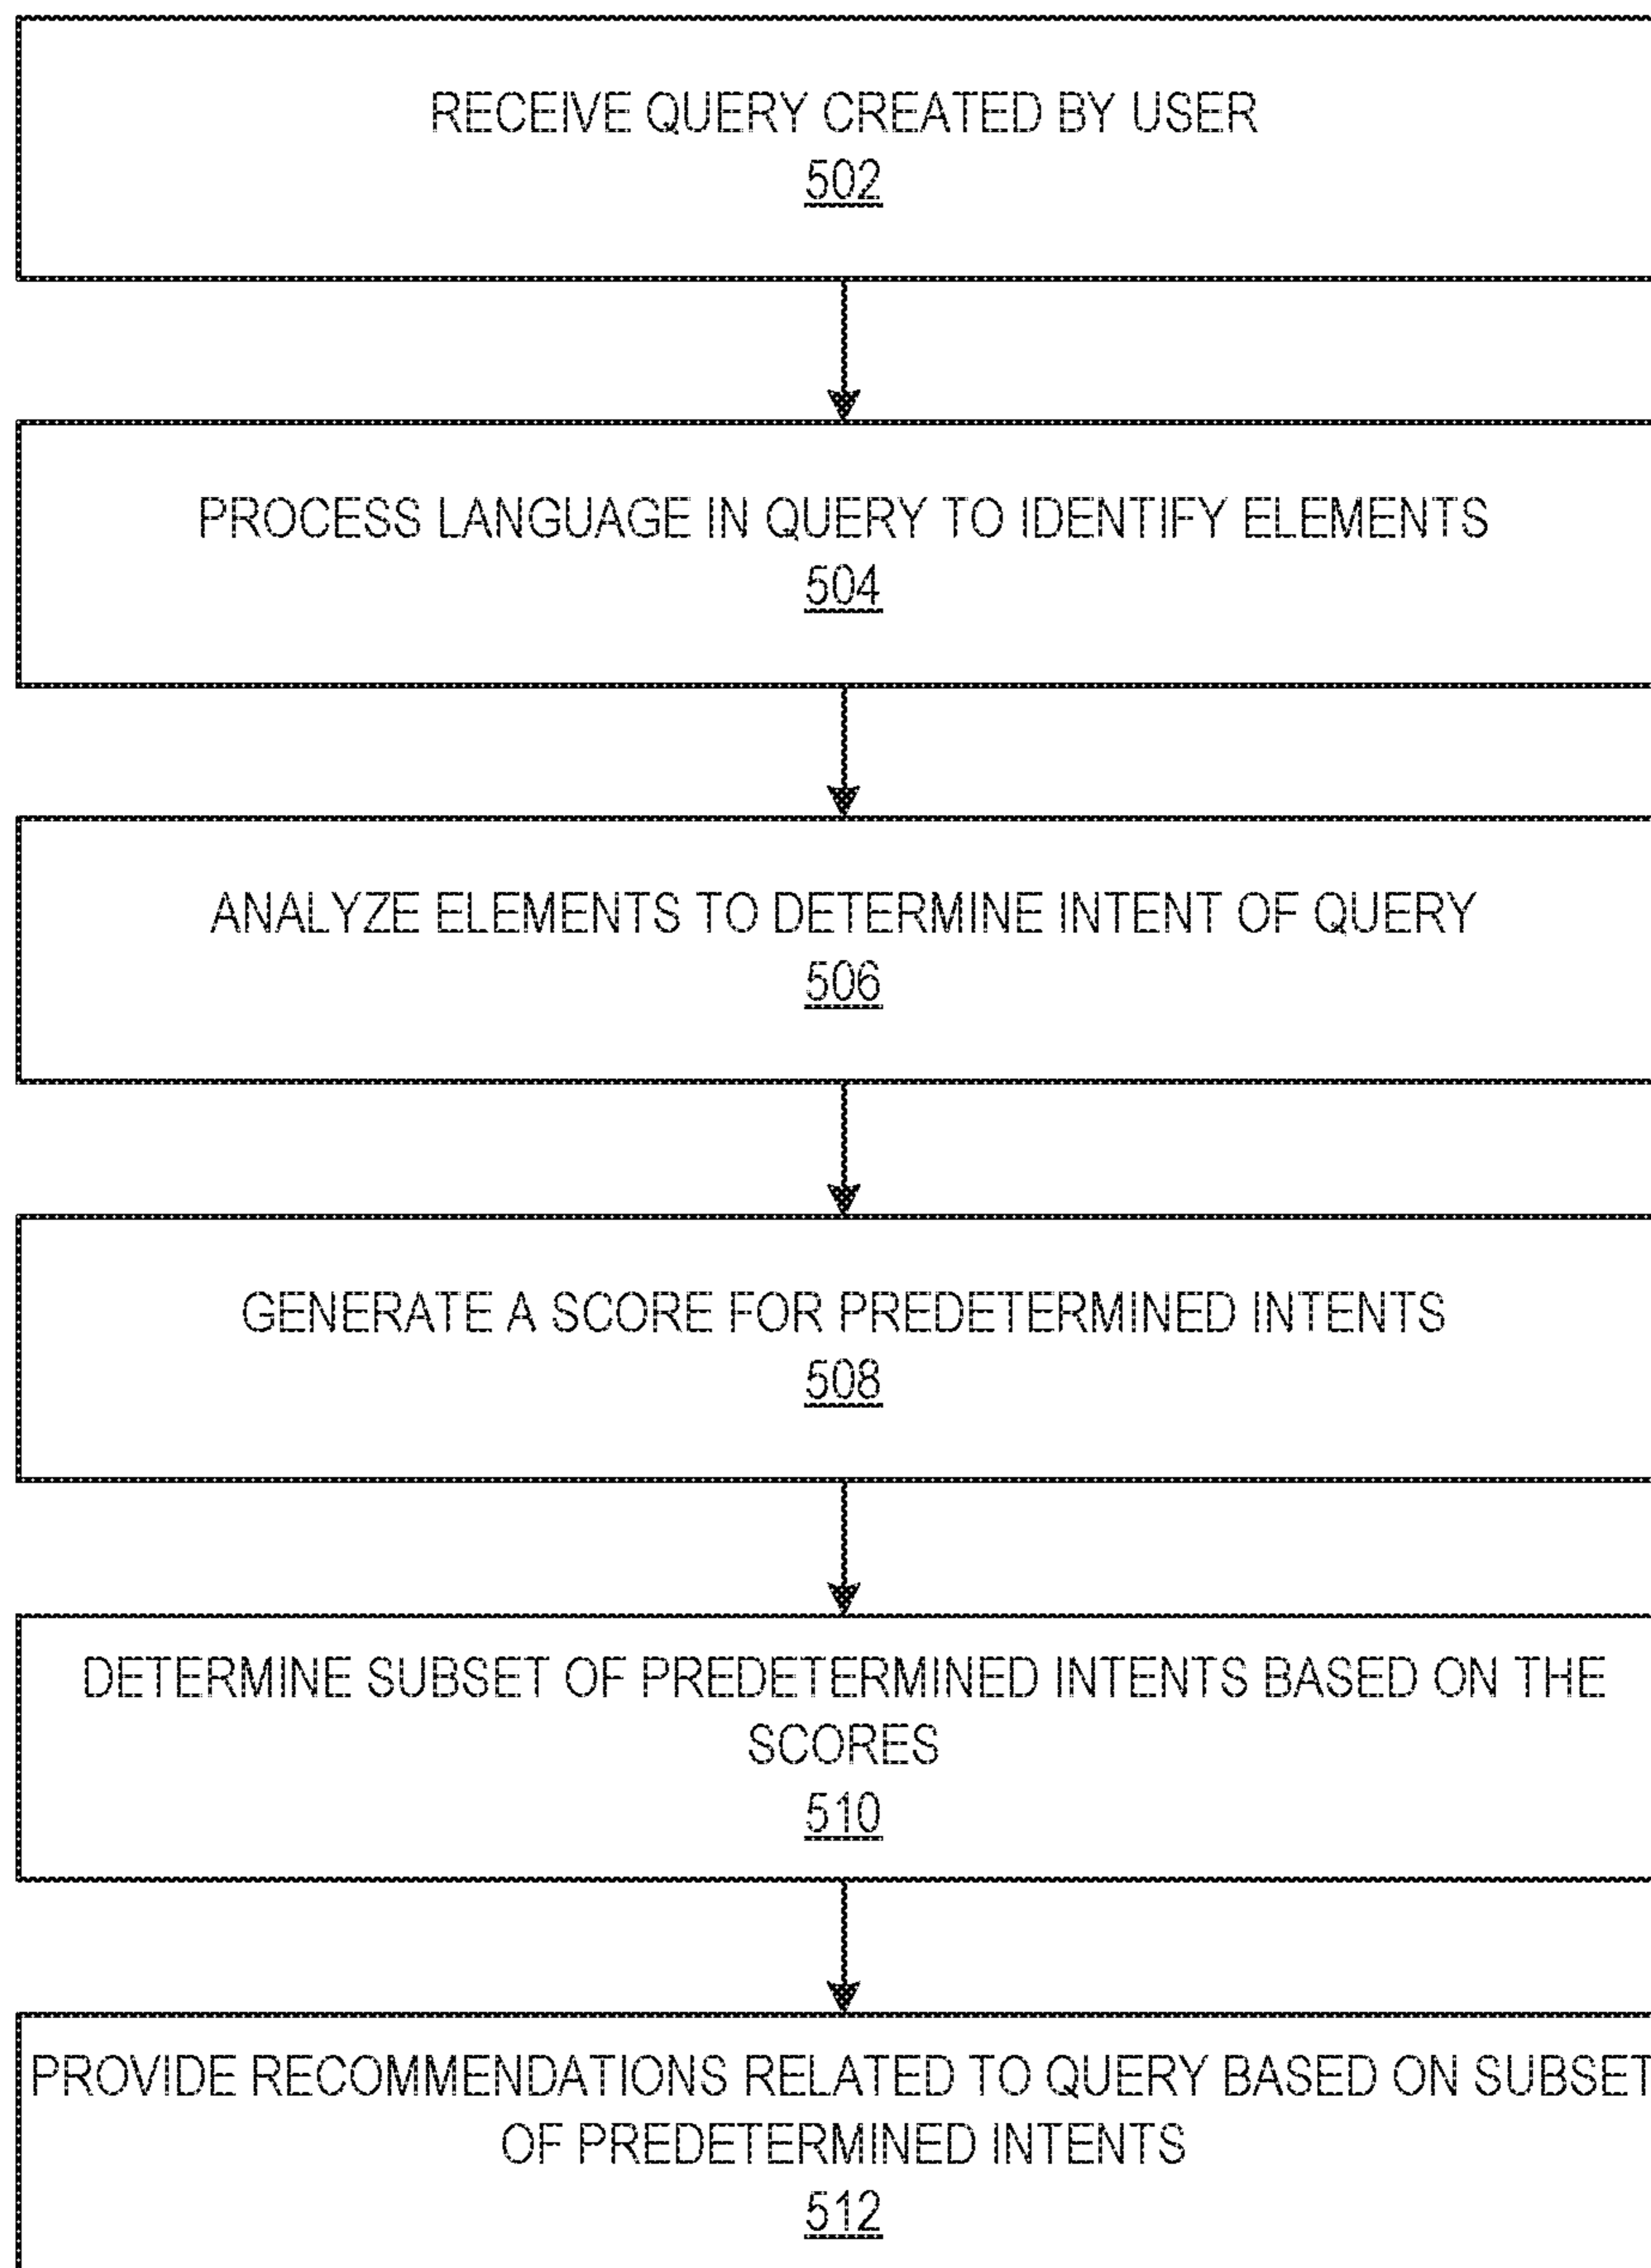 RECEIVE QUERY CREATED BY USER
502
PROCESS LANGUAGE IN QUERY TO IDENTIFY ELEMENTS
504
ANALYZE ELEMENTS TO DETERMINE INTENT OF QUERY
506
GENERATE A SCORE FOR PREDETERMINED INTENTS
508
DETERMINE SUBSET OF PREDETERMINED INTENTS BASED ON THE
SCORES
510
PROVIDE RECOMMENDATIONS RELATED TO QUERY BASED ON SUBSET
OF PREDETERMINED INTENTS
512